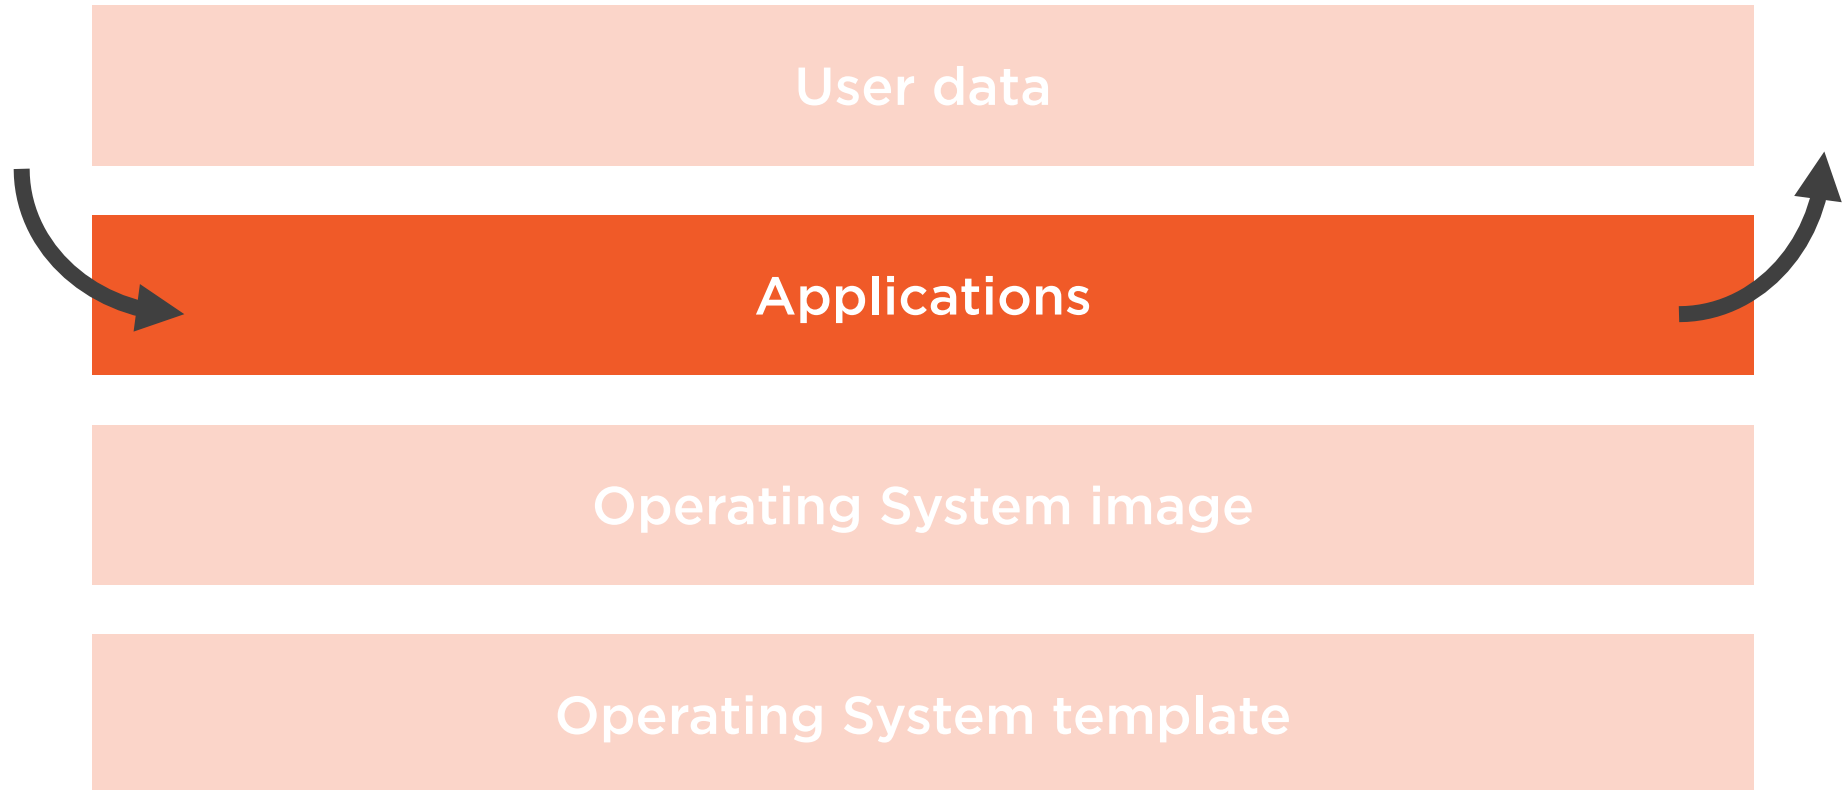 User data
Applications
Operating System image
Operating System template